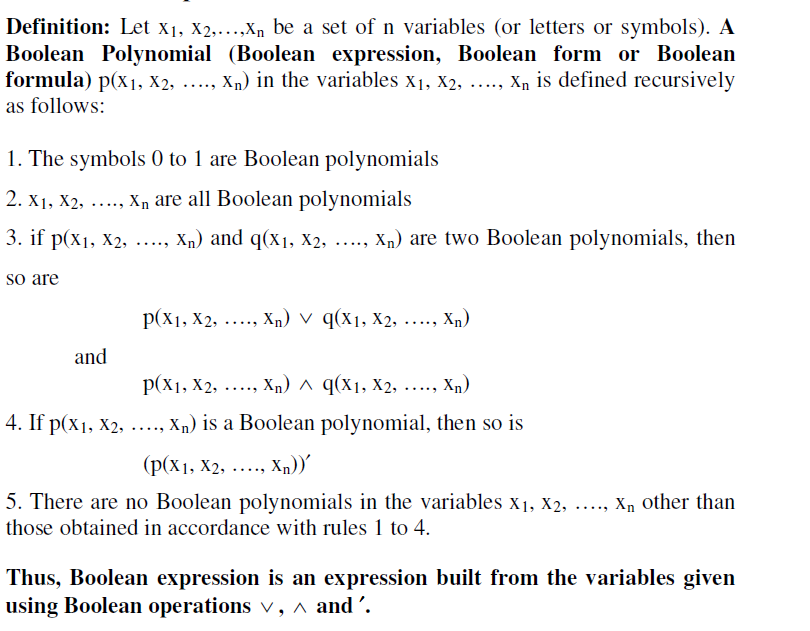 Definition: Let x₁, x₂,…,xₙ be a set of n variables (or letters or symbols). A
Boolean Polynomial (Boolean expression, Boolean form or Boolean
formula) p(x₁, x₂, …., xₙ) in the variables x₁, x₂, …., xₙ is defined recursively
as follows:
1. The symbols 0 to 1 are Boolean polynomials
2. x₁, x₂, …., xₙ are all Boolean polynomials
3. if p(x₁, x₂, …., xₙ) and q(x₁, x₂, …., xₙ) are two Boolean polynomials, then
so are
p(x₁, x₂, …., xₙ) ∨ q(x₁, x₂, …., xₙ)
and
p(x₁, x₂, …., xₙ) ∧ q(x₁, x₂, …., xₙ)
4. If p(x₁, x₂, …., xₙ) is a Boolean polynomial, then so is
(p(x₁, x₂, …., xₙ))′
5. There are no Boolean polynomials in the variables x₁, x₂, …., xₙ other than
those obtained in accordance with rules 1 to 4.
Thus, Boolean expression is an expression built from the variables given
using Boolean operations ∨, ∧ and ′.